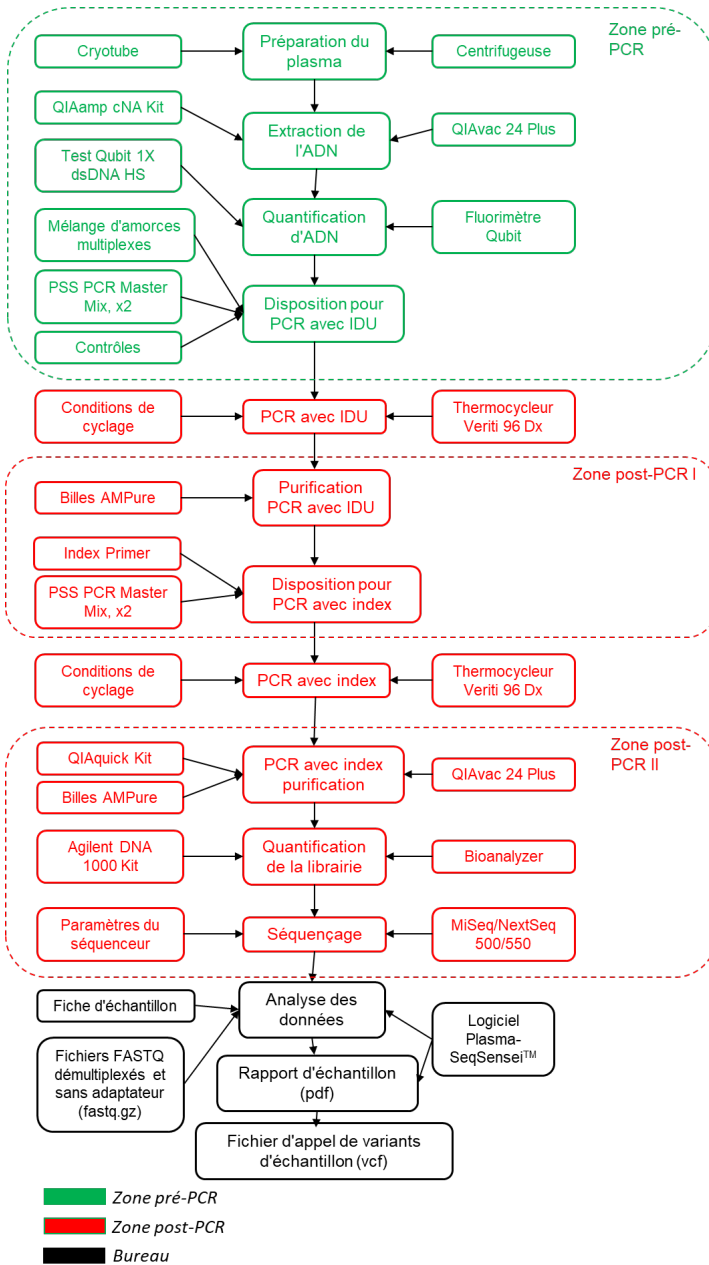 Zone pré-
PCR
Cryotube
Préparation du
plasma
Centrifugeuse
QIAamp cNA Kit
Extraction de
l'ADN
QIAvac 24 Plus
Test Qubit 1X
dsDNA HS
Quantification
d'ADN
Fluorimètre
Qubit
Mélange d'amorces
multiplexes
PSS PCR Master
Mix, x2
Disposition pour
PCR avec IDU
Contrôles
Conditions de
cyclage
PCR avec IDU
Thermocycleur
Veriti 96 Dx
Zone post-PCR I
Billes AMPure
Purification
PCR avec IDU
Index Primer
PSS PCR Master
Mix, x2
Disposition pour
PCR avec index
Conditions de
cyclage
PCR avec index
Thermocycleur
Veriti 96 Dx
Zone post-
PCR II
QIAquick Kit
Billes AMPure
PCR avec index
purification
QIAvac 24 Plus
Agilent DNA
1000 Kit
Quantification
de la librairie
Bioanalyzer
Paramètres du
séquenceur
Séquençage
MiSeq/NextSeq
500/550
Fiche d'échantillon
Analyse des
données
Logiciel
Plasma-
SeqSensei™
Fichiers FASTQ
démultiplexés et
sans adaptateur
(fastq.gz)
Rapport d'échantillon
(pdf)
Fichier d'appel de variants
d'échantillon (vcf)
Zone pré-PCR
Zone post-PCR
Bureau